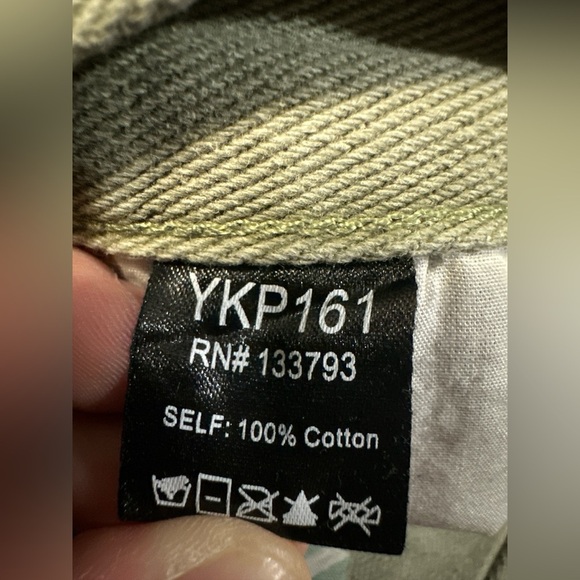 YKP161
RN# 133793
SELF: 100% Cotton